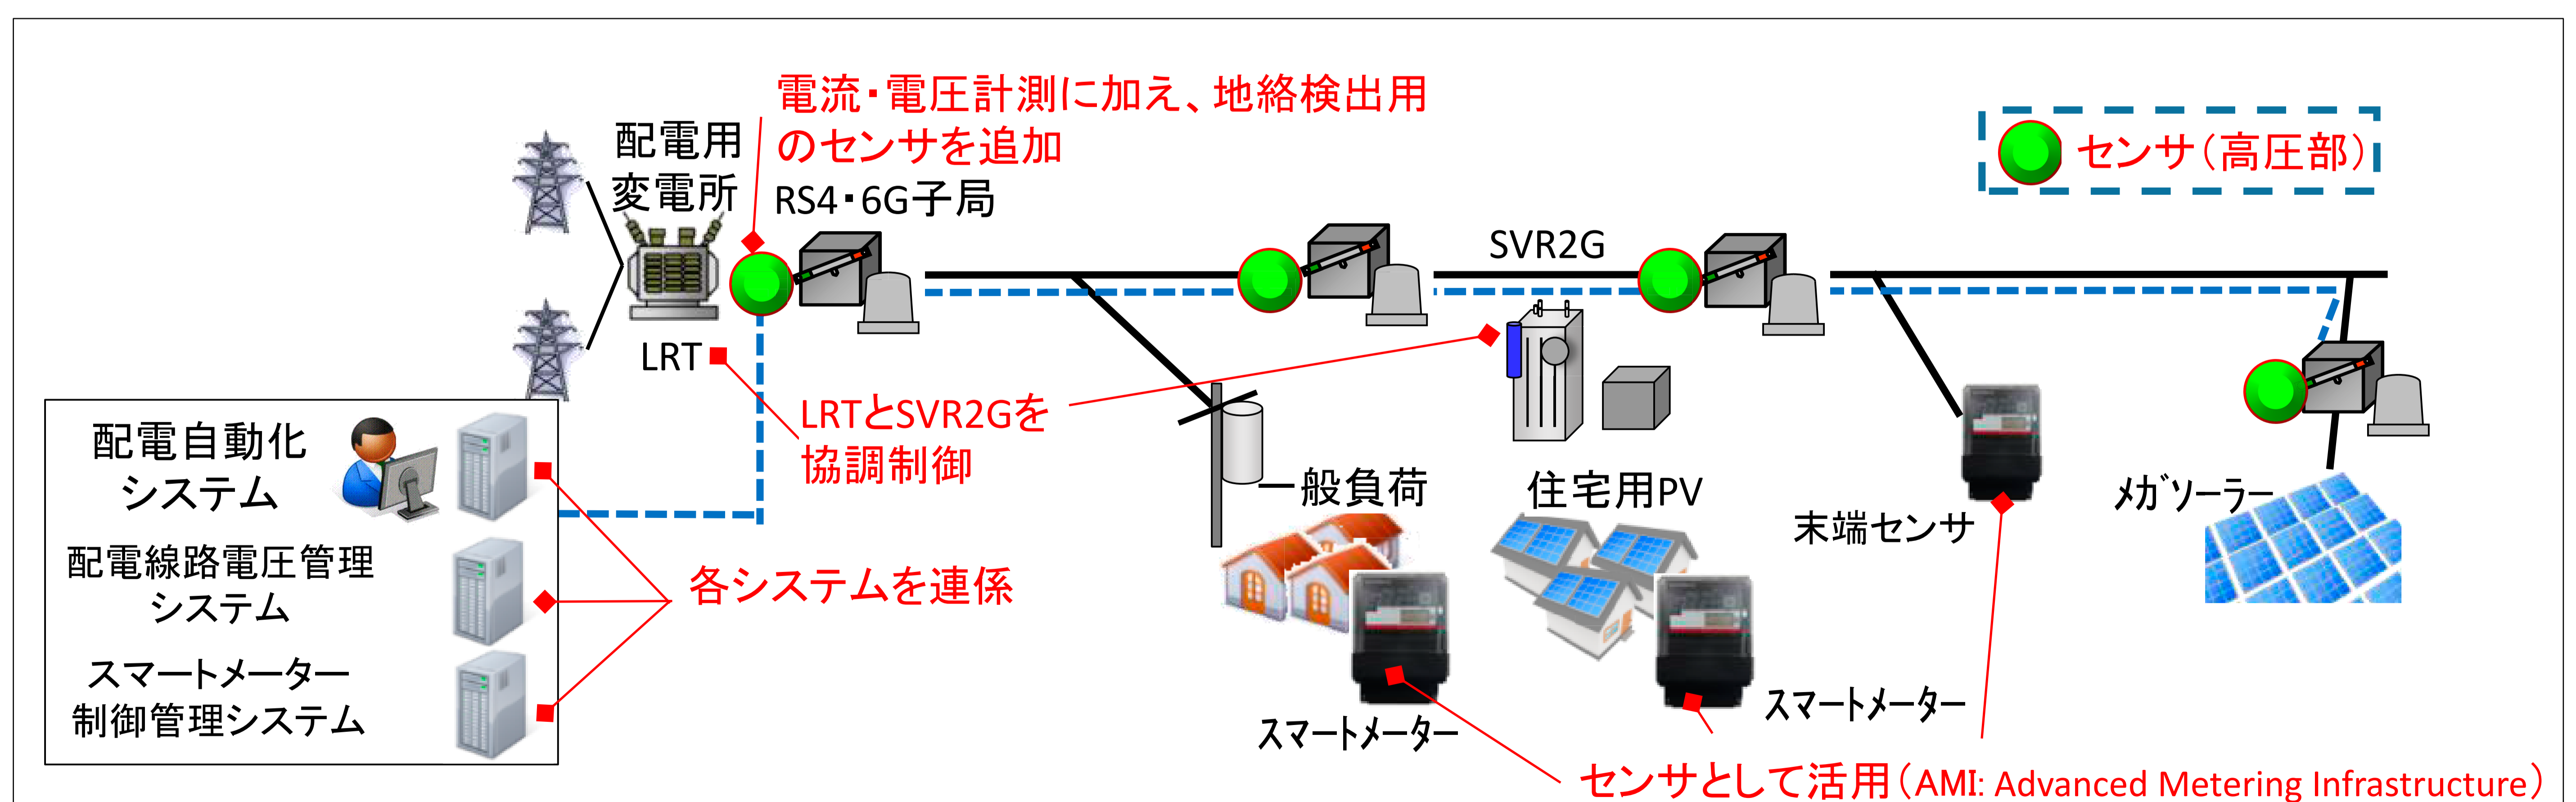 電流・電圧計測に加え、地絡検出用
のセンサを追加
配電用
変電所
RS4・6G子局
センサ（高圧部）
SVR2G
LRT
LRTとSVR2Gを
協調制御
配電自動化
システム
配電線路電圧管理
システム
スマートメーター
制御管理システム
各システムを連係
一般負荷
住宅用PV
末端センサ
ﾒｶﾞｿｰﾗｰ
スマートメーター
スマートメーター
センサとして活用（AMI: Advanced Metering Infrastructure）